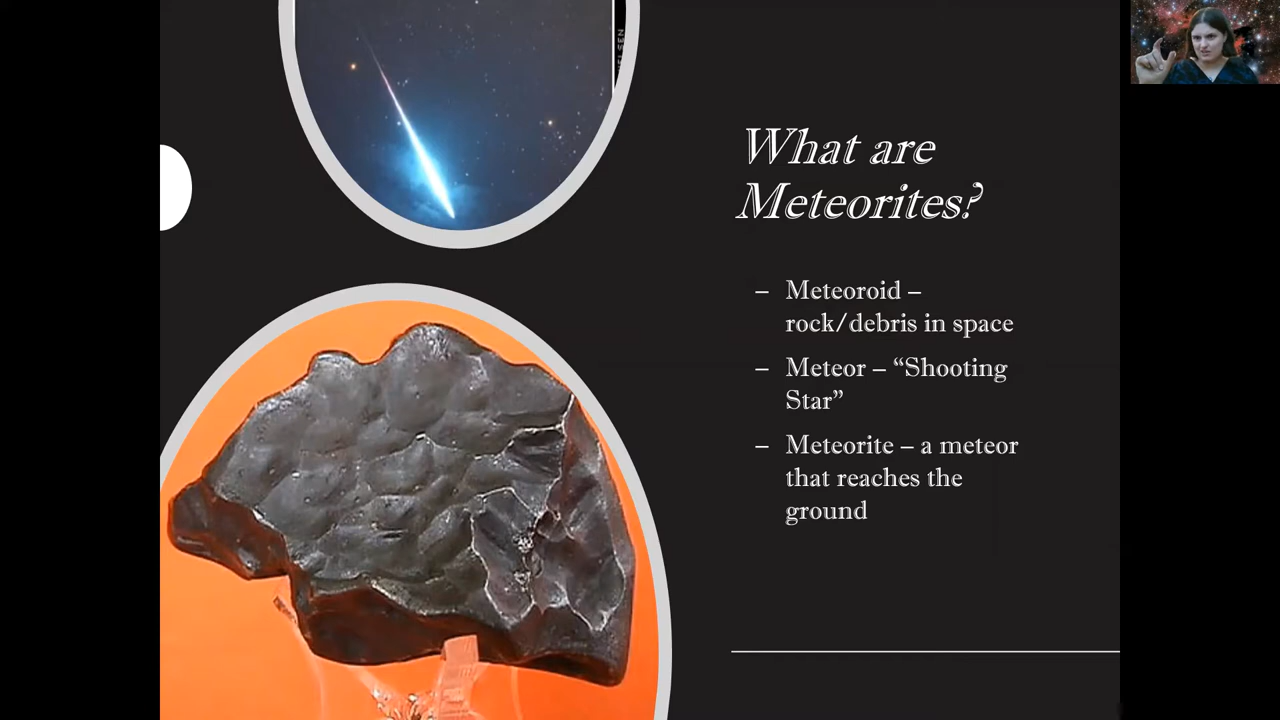 What are
Meteorites?
– Meteoroid –
rock/debris in space
– Meteor – “Shooting
Star”
– Meteorite – a meteor
that reaches the
ground